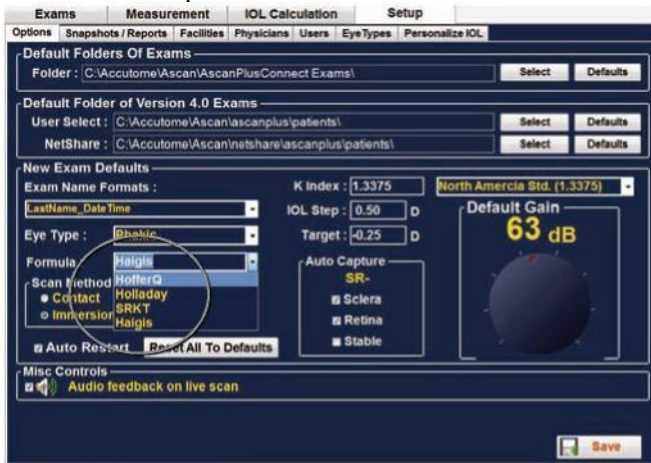 Exams Measurement IOL Calculation Setup
Options Snapshots / Reports Facilities Physicians Users EyeTypes Personalize IOL
Default Folders Of Exams
Folder : C:\Accutome\Ascan\AscanPlusConnect Exams\ Select Defaults
Default Folder of Version 4.0 Exams
User Select : C:\Accutome\Ascan\ascanplus\patients\ Select Defaults
NetShare : C:\Accutome\Ascan\netshare\ascanplus\patients\ Select Defaults
New Exam Defaults
Exam Name Formats : K Index : 1.3375 North Amercia Std. (1.3375)
LastName_DateTime IOL Step : 0.50 D Default Gain
Eye Type : Phakic Target : -0.25 D 63 dB
Formula Haigis Auto Capture
Scan Method HofferQ SR-
Contact Holladay Sclera
Immersion SRKT Retina
Haigis Stable
Auto Restart Reset All To Defaults
Misc Controls
Audio feedback on live scan
Save